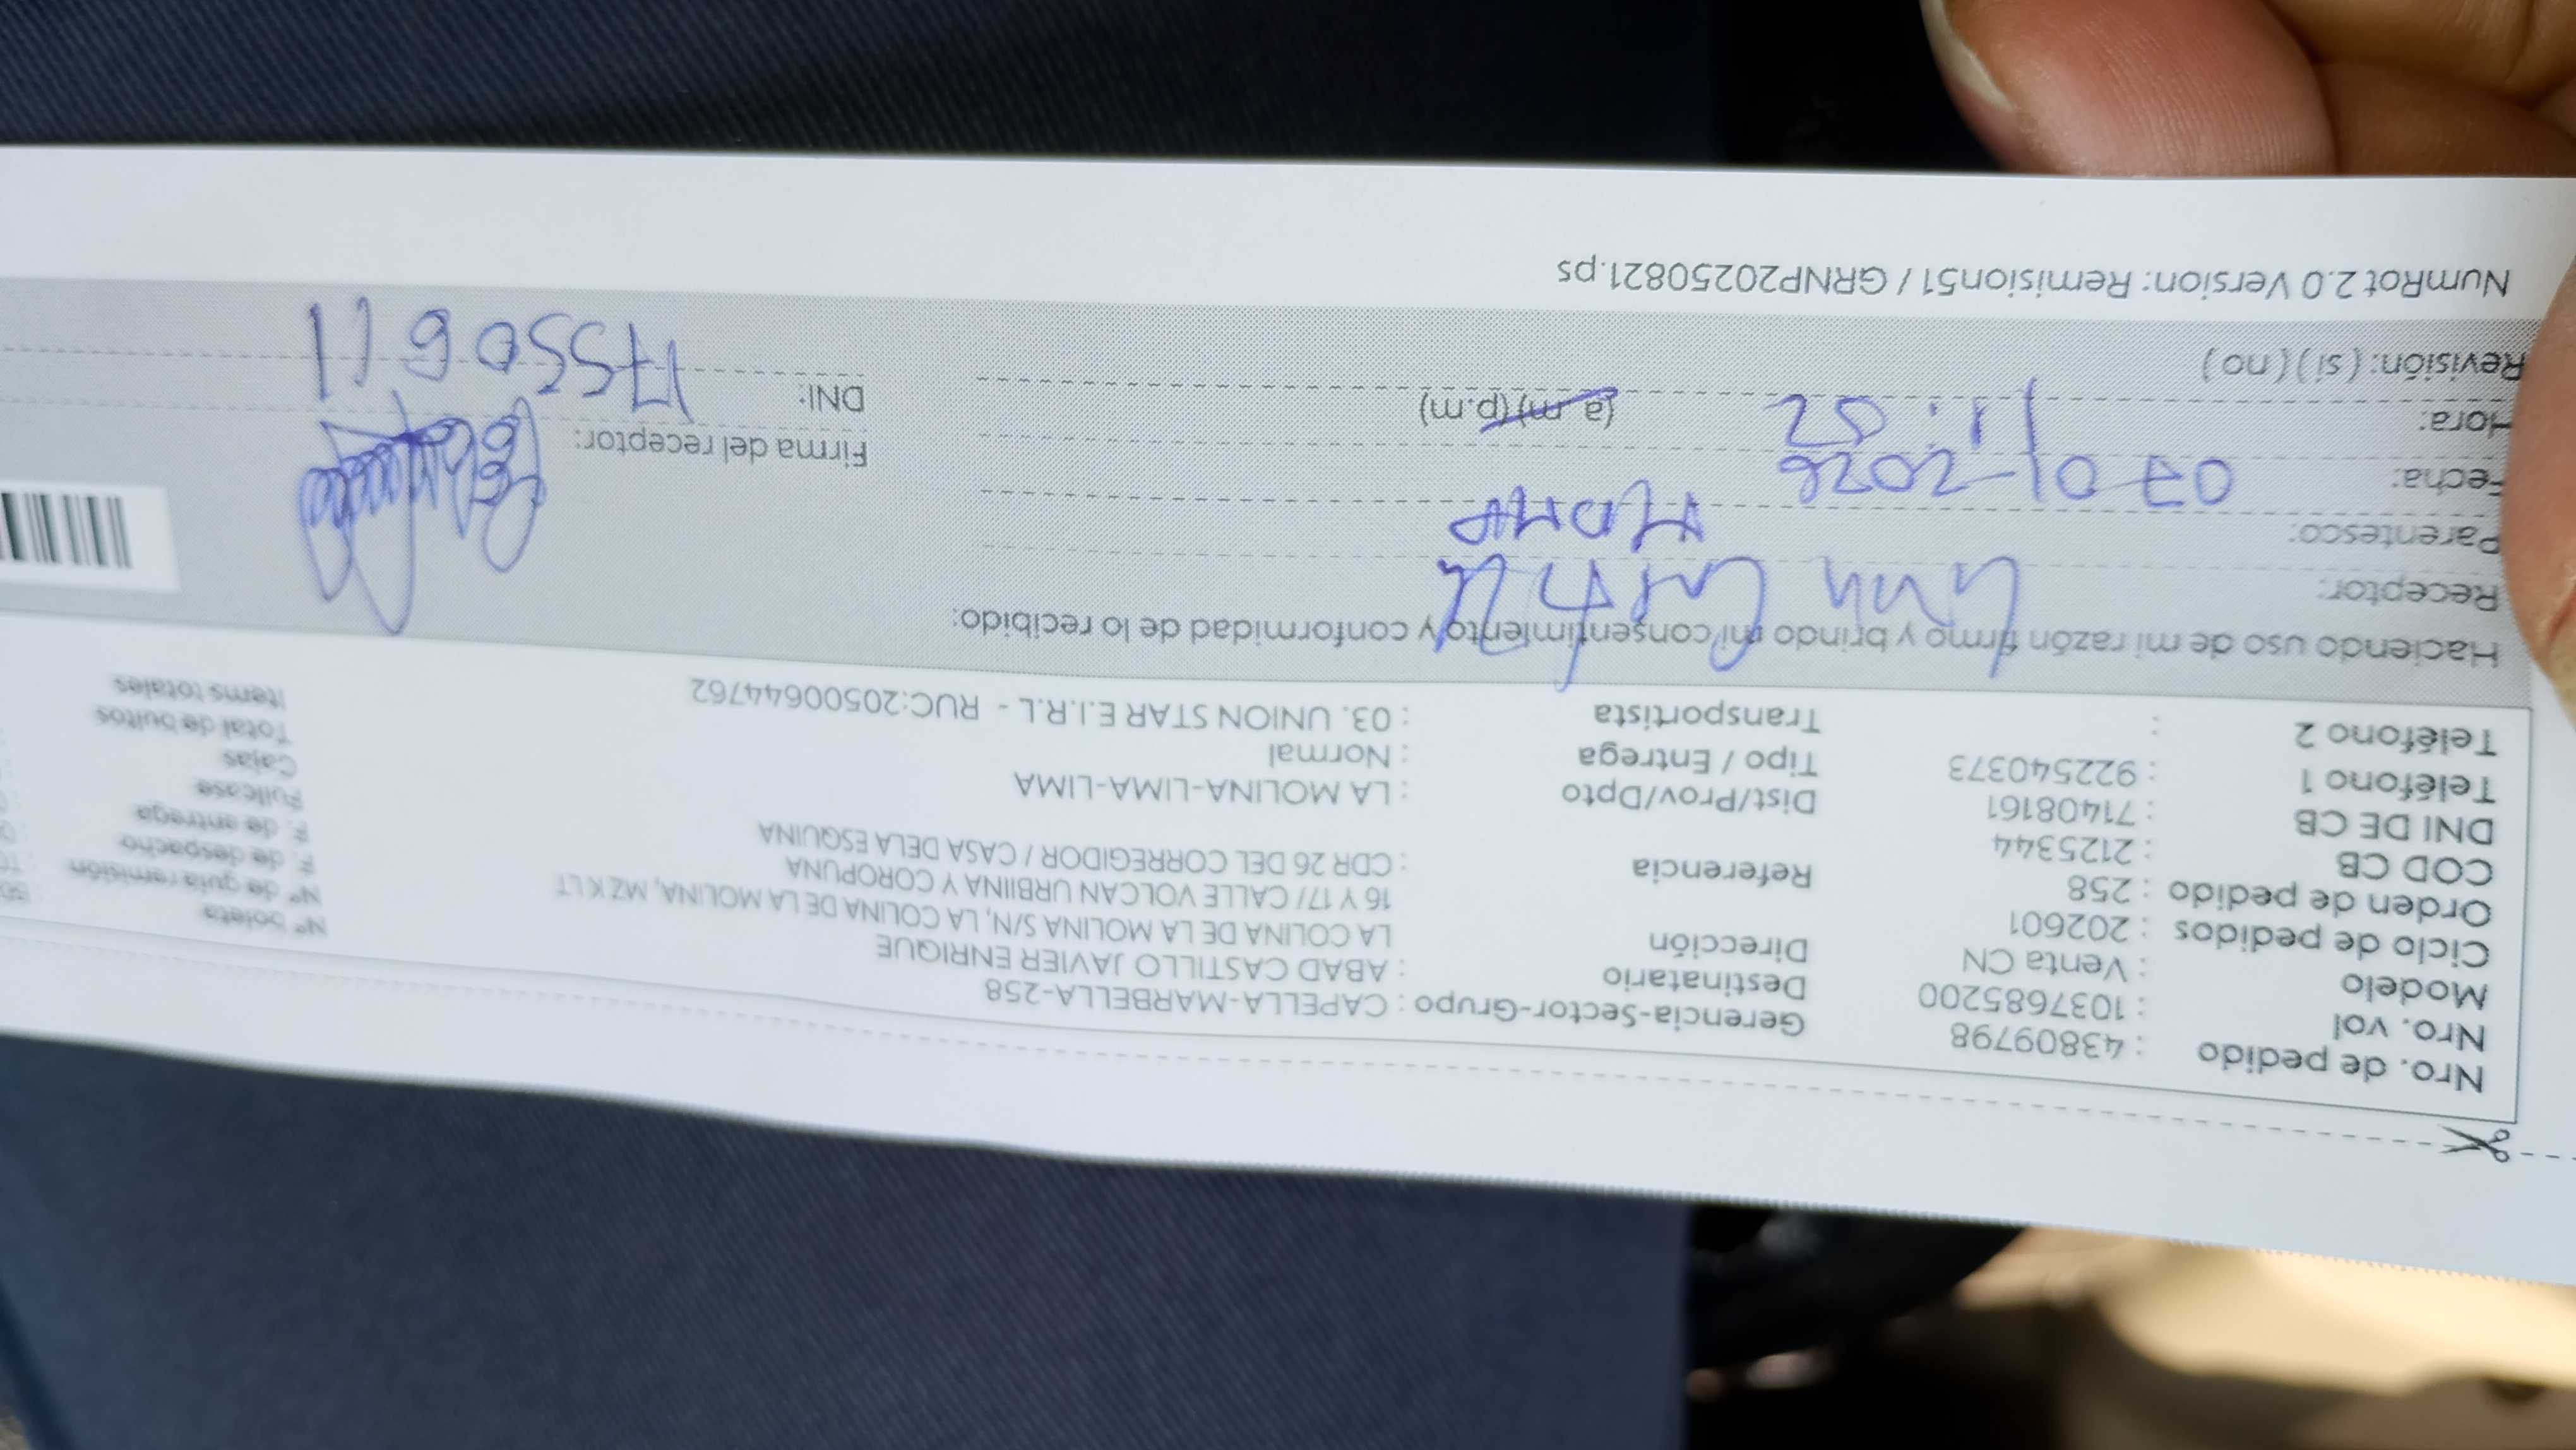 Nro. de pedido : 43809798
Nro. vol : 1037685200
Modelo : Venta CN
Ciclo de pedidos : 202601
Orden de pedido : 258
COD CB : 2125344
DNI DE CB : 71408161
Teléfono 1 : 922540373
Teléfono 2 :
Gerencia-Sector-Grupo : CAPELLA-MARBELLA-258
Destinatario : ABAD CASTILLO JAVIER ENRIQUE
Dirección LA COLINA DE LA MOLINA S/N, LA COLINA DE LA MOLINA, MZ K LT
16 Y 17/ CALLE VOLCAN URBIINA Y COROPUNA
Referencia : CDR 26 DEL CORREGIDOR / CASA DELA ESQUINA
Dist/Prov/Dpto : LA MOLINA-LIMA-LIMA
Tipo / Entrega : Normal
Transportista : 03. UNION STAR E.I.R.L - RUC:20500644762
Nº boleta
Nº de guía remisión
F. de despacho
F. de entrega
Fullcase
Cajas
Total de bultos
Items totales
Haciendo uso de mi razón firmo y brindo mi consentimiento y conformidad de lo recibido:
Receptor:
Parentesco: MAMA
Fecha: 07-01-2026
Hora: 1:52 (a.m)(p.m)
Revisión: (si) (no)
Firma del receptor:
DNI: 17550611
NumRot 2.0 Version: Remision51 / GRNP20250821.ps